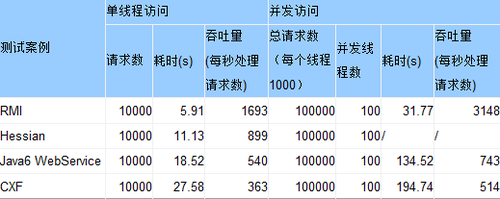 测试案例 单线程访问 并发访问
请求数 耗时(s) 吞吐量(每秒处理请求数) 总请求数(每个线程1000) 并发线程数 耗时(s) 吞吐量(每秒处理请求数)
RMI 10000 5.91 1693 100000 100 31.77 3148
Hessian 10000 11.13 899 100000 100 / /
Java6 WebService 10000 18.52 540 100000 100 134.52 743
CXF 10000 27.58 363 100000 100 194.74 514